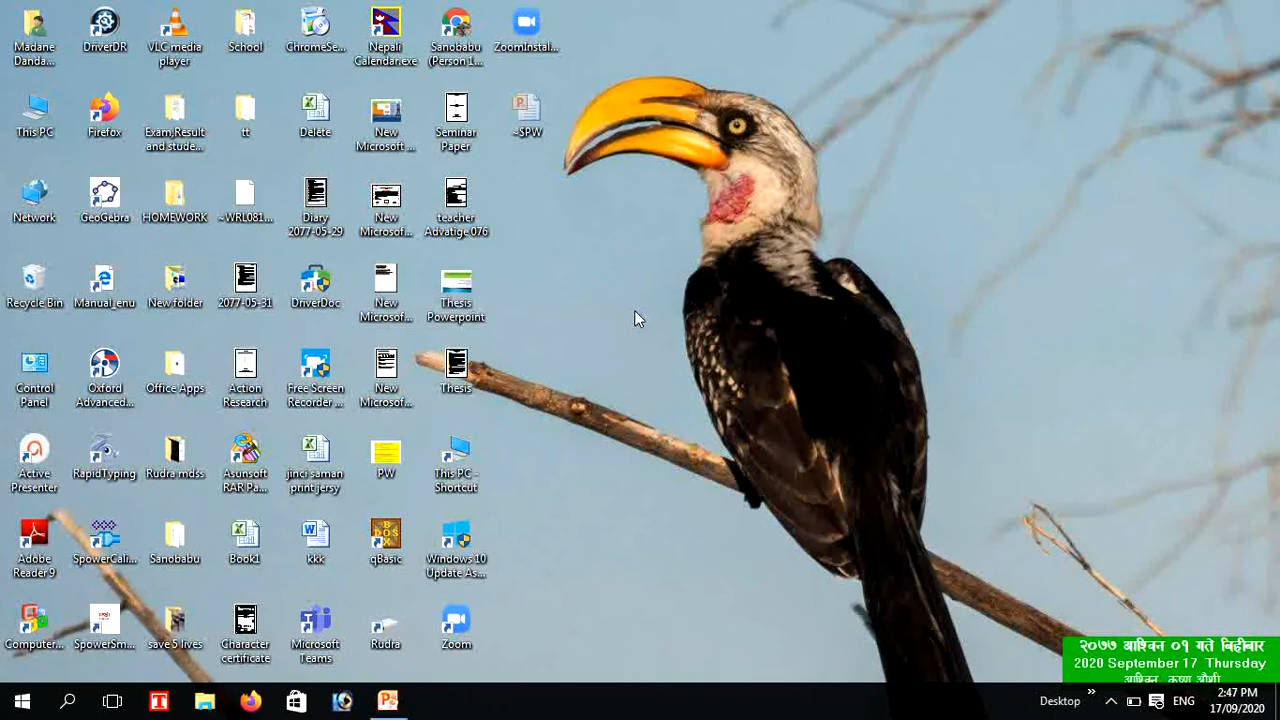 Madane
Danda...
DriverDR
VLC media
player
School
ChromeSe...
Nepali
Calendar.exe
Sanobabu
(Person 1...
ZoomInstal...
This PC
Firefox
Exam,Result
and stude...
tt
Delete
New
Microsoft ...
Seminar
Paper
~$PW
Network
GeoGebra
HOMEWORK
~WRL081...
Diary
2077-05-29
New
Microsof...
teacher
Advatige 076
Recycle Bin
Manual_enu
New folder
2077-05-31
DriverDoc
New
Microsof...
Thesis
Powerpoint
Control
Panel
Oxford
Advanced...
Office Apps
Action
Research
Free Screen
Recorder ...
New
Microsof...
Thesis
Active
Presenter
RapidTyping
Rudra mdss
Asunsoft
RAR Pa...
jinci saman
print jersy
PW
This PC -
Shortcut
Adobe
Reader 9
SpowerCali...
Sanobabu
Book1
kkk
qBasic
Windows 10
Update As...
Computer...
SpowerSm...
save 5 lives
Character
certificate
Microsoft
Teams
Rudra
Zoom
२०७७ आश्विन ०१ गते बिहीबार
2020 September 17 Thursday
आश्विन कृष्ण औंशी
Desktop
ENG
2:47 PM
17/09/2020